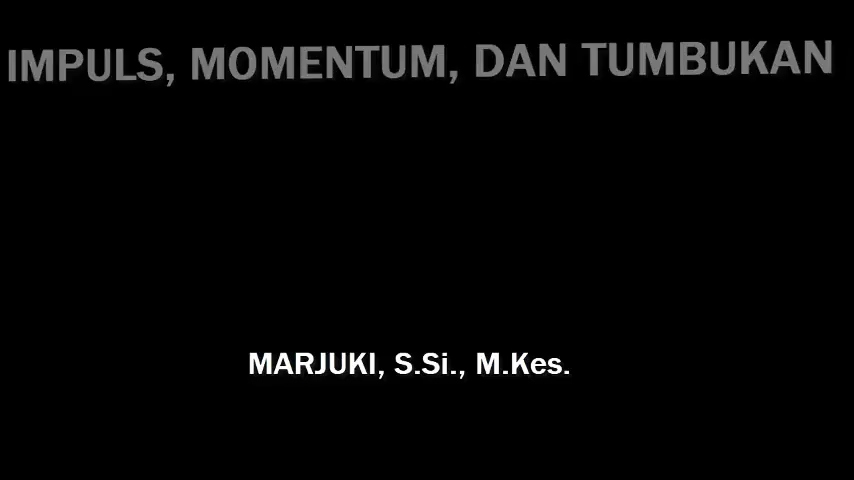 IMPULS, MOMENTUM, DAN TUMBUKAN
MARJUKI, S.Si., M.Kes.